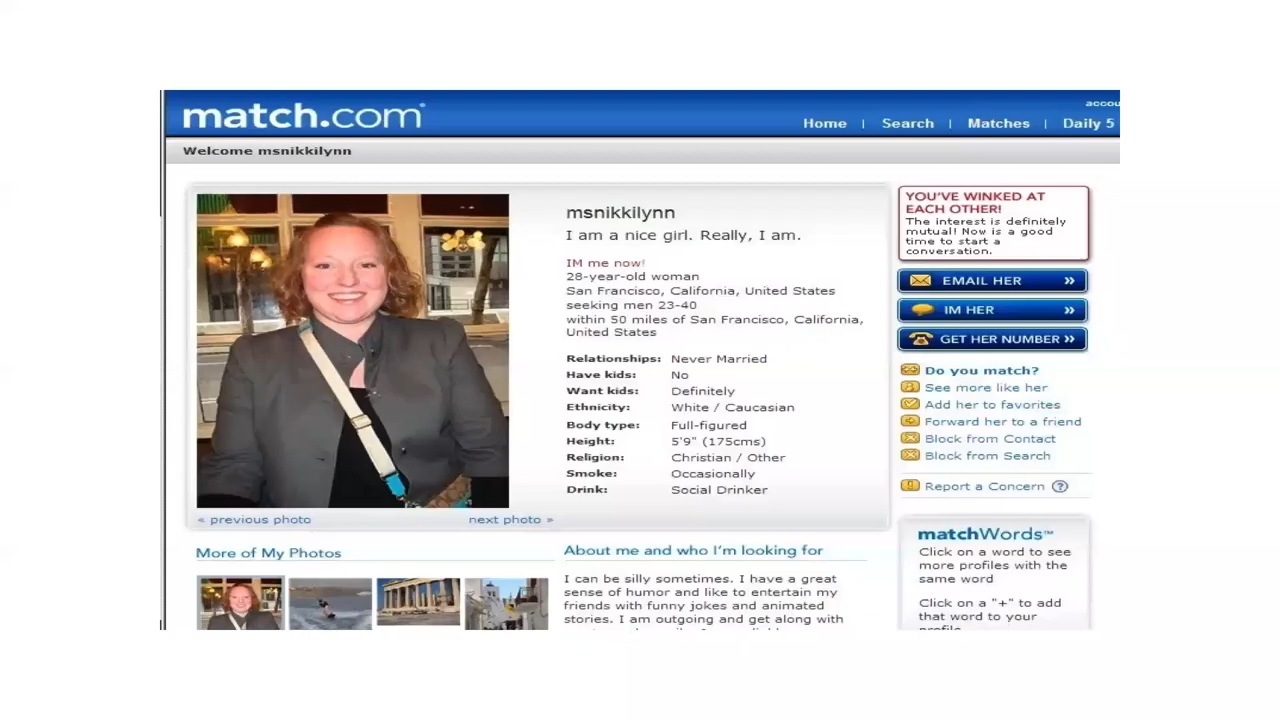 match.com
Home | Search | Matches | Daily 5
Welcome msnikkilynn
msnikkilynn
I am a nice girl. Really, I am.
IM me now!
28-year-old woman
San Francisco, California, United States
seeking men 23-40
within 50 miles of San Francisco, California,
United States
Relationships: Never Married
Have kids: No
Want kids: Definitely
Ethnicity: White / Caucasian
Body type: Full-figured
Height: 5'9" (175cms)
Religion: Christian / Other
Smoke: Occasionally
Drink: Social Drinker
« previous photo
next photo »
More of My Photos
About me and who I'm looking for
I can be silly sometimes. I have a great
sense of humor and like to entertain my
friends with funny jokes and animated
stories. I am outgoing and get along with
YOU'VE WINKED AT
EACH OTHER!
The interest is definitely
mutual! Now is a good
time to start a
conversation.
EMAIL HER »
IM HER »
GET HER NUMBER »
Do you match?
See more like her
Add her to favorites
Forward her to a friend
Block from Contact
Block from Search
Report a Concern ?
matchWords™
Click on a word to see
more profiles with the
same word
Click on a "+" to add
that word to your
profile.